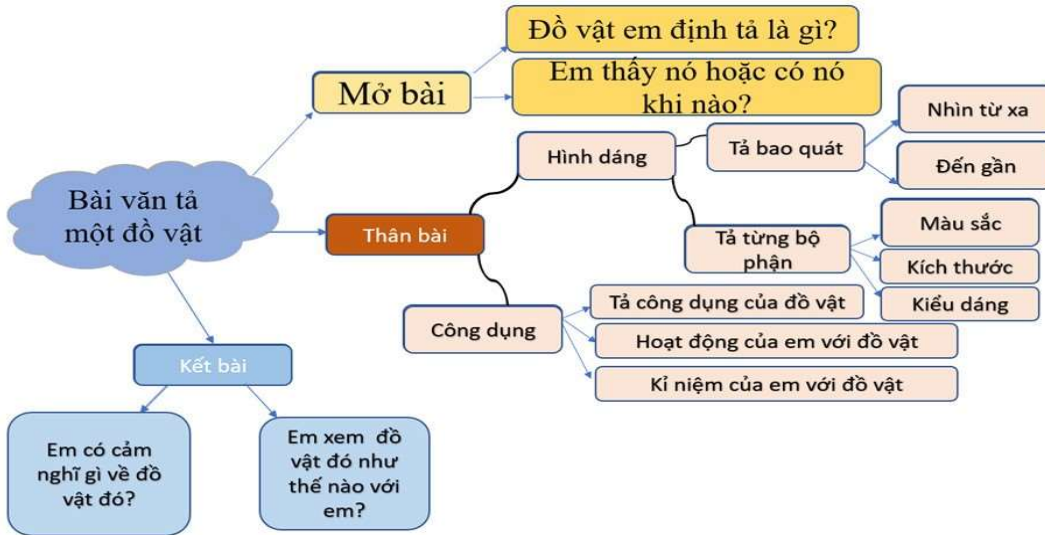 Bài văn tả
một đồ vật
Mở bài
Đồ vật em định tả là gì?
Em thấy nó hoặc có nó
khi nào?
Thân bài
Hình dáng
Tả bao quát
Nhìn từ xa
Đến gần
Tả từng bộ
phận
Màu sắc
Kích thước
Kiểu dáng
Công dụng
Tả công dụng của đồ vật
Hoạt động của em với đồ vật
Kỉ niệm của em với đồ vật
Kết bài
Em có cảm
nghĩ gì về đồ
vật đó?
Em xem đồ
vật đó như
thế nào với
em?